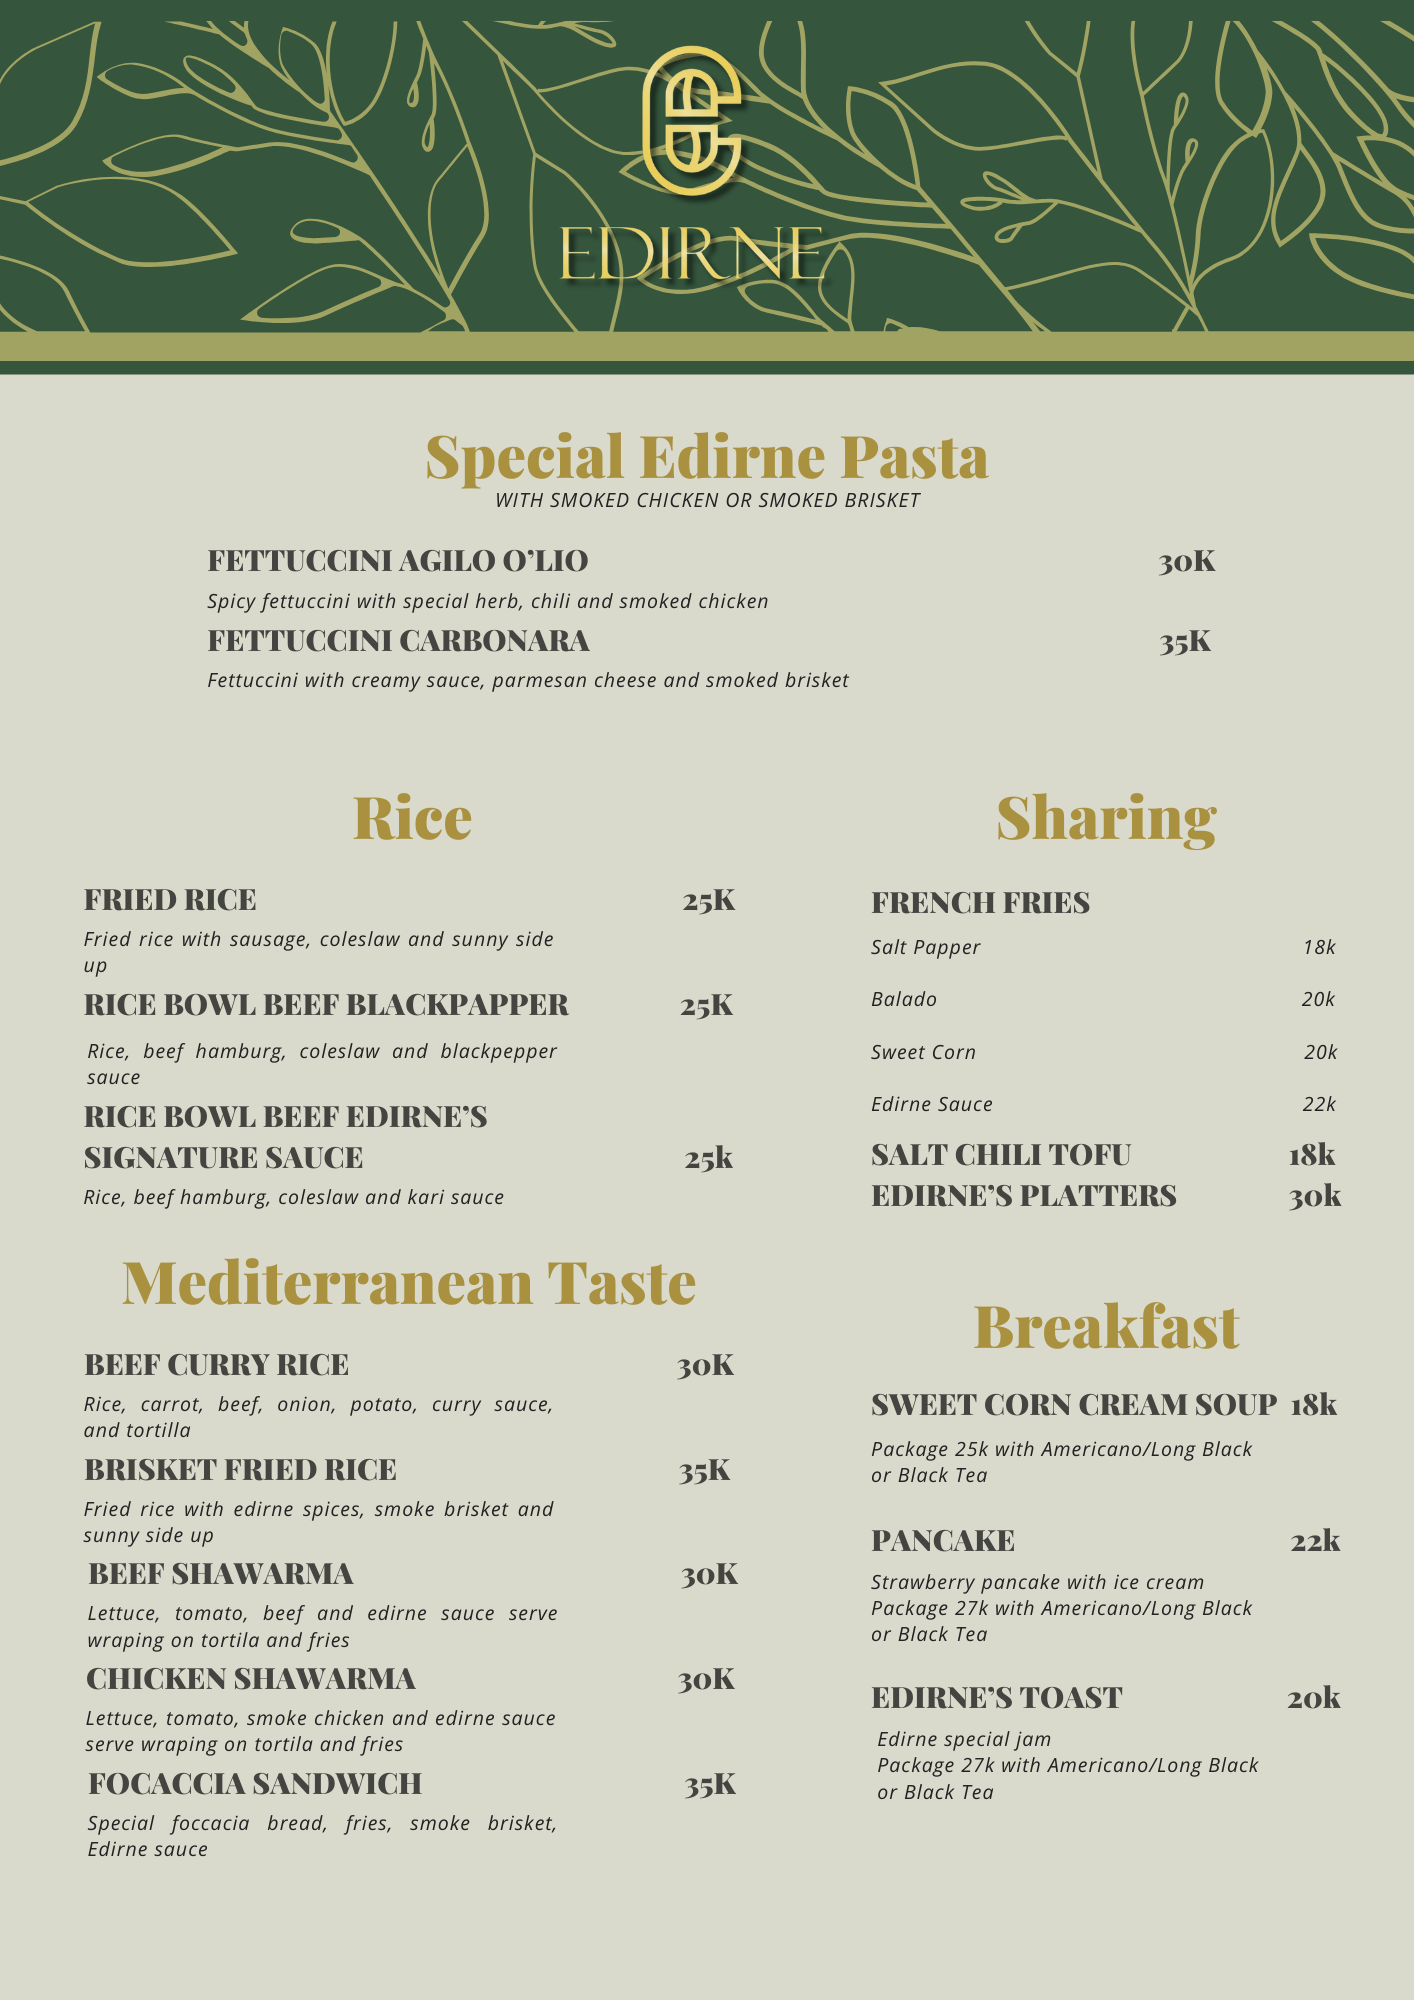 EDIRNE
Special Edirne Pasta
WITH SMOKED CHICKEN OR SMOKED BRISKET
FETTUCCINI AGILO O’LIO 30K
Spicy fettuccini with special herb, chili and smoked chicken
FETTUCCINI CARBONARA 35K
Fettuccini with creamy sauce, parmesan cheese and smoked brisket
Rice
FRIED RICE 25K
Fried rice with sausage, coleslaw and sunny side
up
RICE BOWL BEEF BLACKPAPPER 25K
Rice, beef hamburg, coleslaw and blackpepper
sauce
RICE BOWL BEEF EDIRNE’S
SIGNATURE SAUCE 25k
Rice, beef hamburg, coleslaw and kari sauce
Mediterranean Taste
BEEF CURRY RICE 30K
Rice, carrot, beef, onion, potato, curry sauce,
and tortilla
BRISKET FRIED RICE 35K
Fried rice with edirne spices, smoke brisket and
sunny side up
BEEF SHAWARMA 30K
Lettuce, tomato, beef and edirne sauce serve
wraping on tortila and fries
CHICKEN SHAWARMA 30K
Lettuce, tomato, smoke chicken and edirne sauce
serve wraping on tortila and fries
FOCACCIA SANDWICH 35K
Special foccacia bread, fries, smoke brisket,
Edirne sauce
Sharing
FRENCH FRIES
Salt Papper 18k
Balado 20k
Sweet Corn 20k
Edirne Sauce 22k
SALT CHILI TOFU 18k
EDIRNE’S PLATTERS 30k
Breakfast
SWEET CORN CREAM SOUP 18k
Package 25k with Americano/Long Black
or Black Tea
PANCAKE 22k
Strawberry pancake with ice cream
Package 27k with Americano/Long Black
or Black Tea
EDIRNE’S TOAST 20k
Edirne special jam
Package 27k with Americano/Long Black
or Black Tea